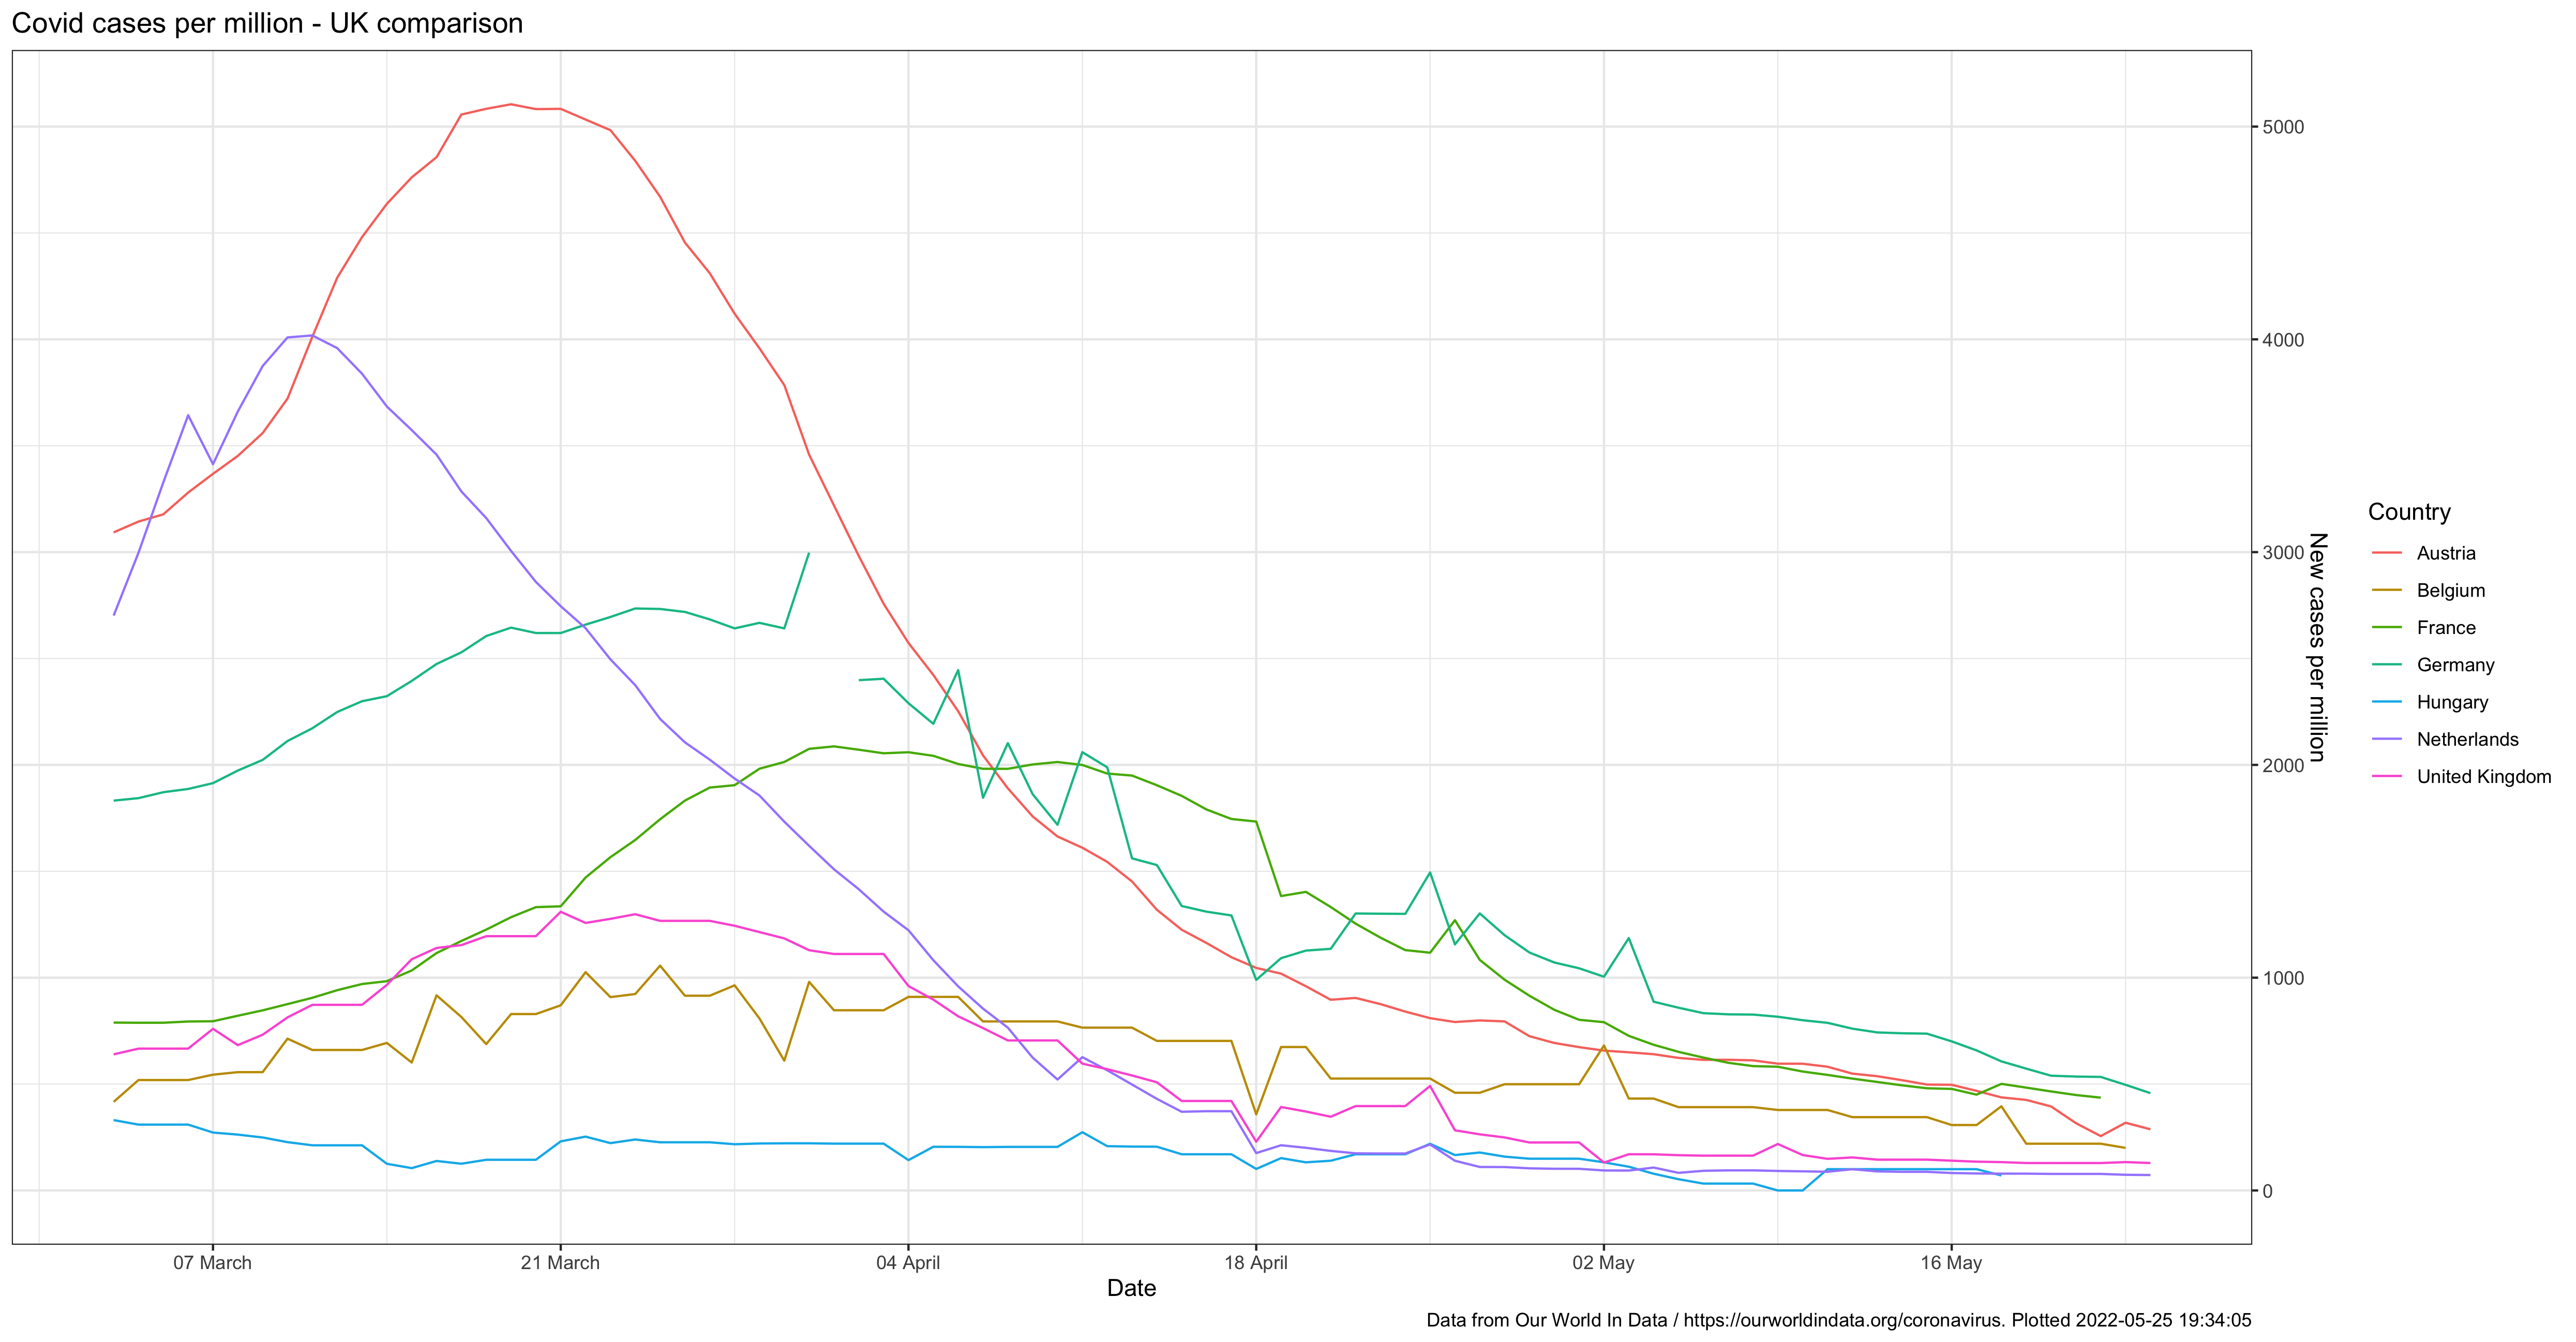 Covid cases per million - UK comparison
5000
4000
3000
2000
1000
0
New cases per million
07 March
21 March
04 April
18 April
02 May
16 May
Date
Country
Austria
Belgium
France
Germany
Hungary
Netherlands
United Kingdom
Data from Our World In Data / https://ourworldindata.org/coronavirus. Plotted 2022-05-25 19:34:05